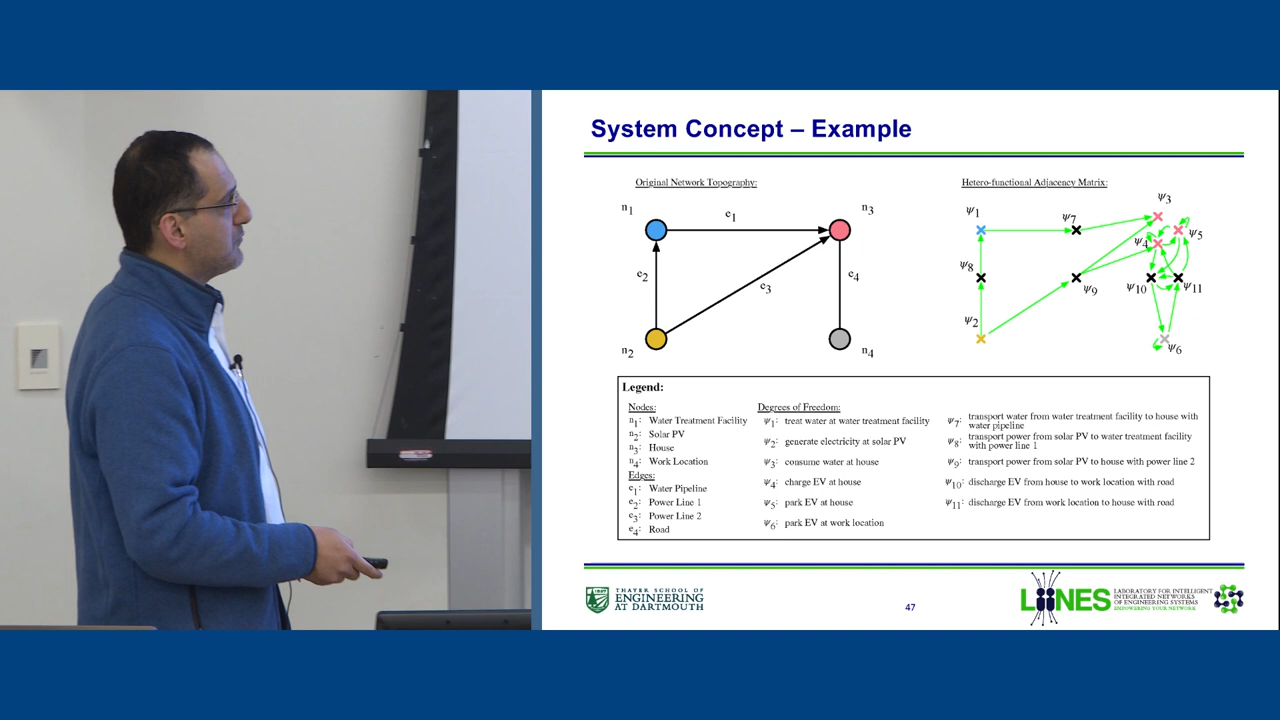 System Concept – Example
Original Network Topography:
Hetero-functional Adjacency Matrix:
n1
e1
n3
e2
e3
e4
n2
n4
ψ1
ψ7
ψ3
ψ4
ψ5
ψ8
ψ9
ψ10
ψ11
ψ2
ψ6
Legend:
Nodes:
n1: Water Treatment Facility
n2: Solar PV
n3: House
n4: Work Location
Edges:
e1: Water Pipeline
e2: Power Line 1
e3: Power Line 2
e4: Road
Degrees of Freedom:
ψ1: treat water at water treatment facility
ψ2: generate electricity at solar PV
ψ3: consume water at house
ψ4: charge EV at house
ψ5: park EV at house
ψ6: park EV at work location
ψ7: transport water from water treatment facility to house with
water pipeline
ψ8: transport power from solar PV to water treatment facility
with power line 1
ψ9: transport power from solar PV to house with power line 2
ψ10: discharge EV from house to work location with road
ψ11: discharge EV from work location to house with road
THAYER SCHOOL OF
ENGINEERING
AT DARTMOUTH
47
LIINES
LABORATORY FOR INTELLIGENT
INTEGRATED NETWORKS
OF ENGINEERING SYSTEMS
EMPOWERING YOUR NETWORK